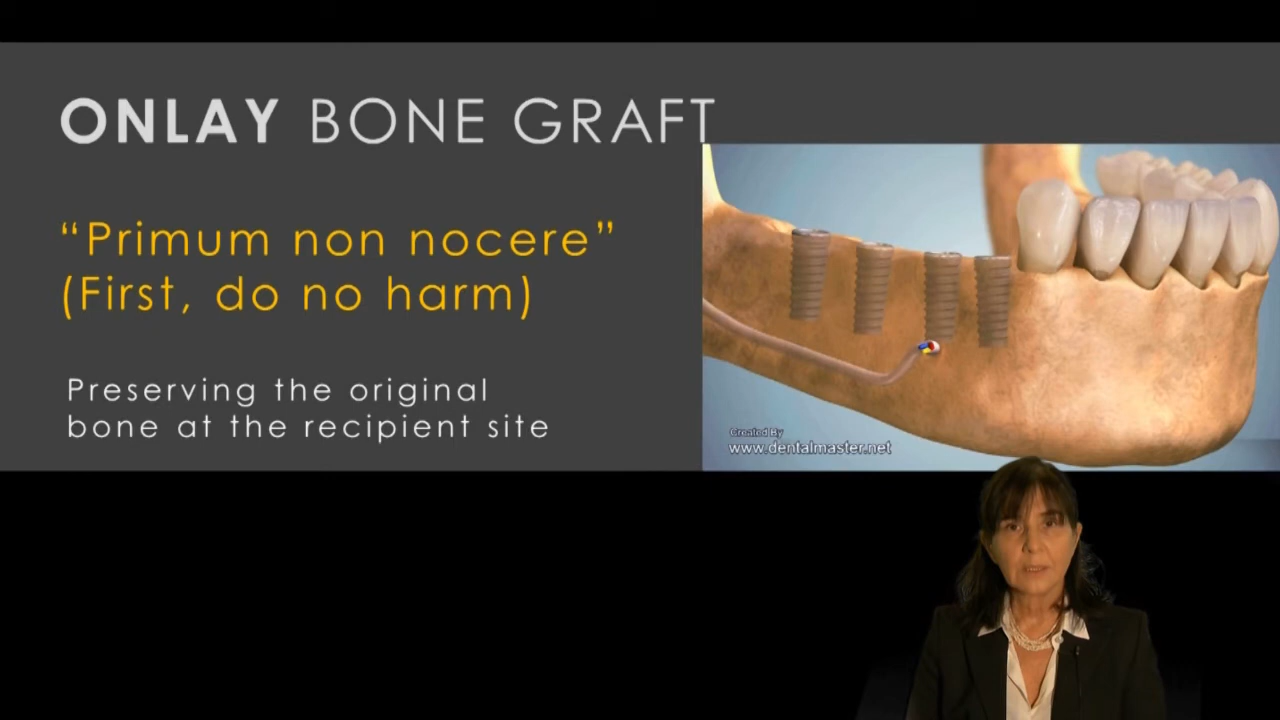 ONLAY BONE GRAFT
“Primum non nocere”
(First, do no harm)
Preserving the original
bone at the recipient site
Created By
www.dentalmaster.net